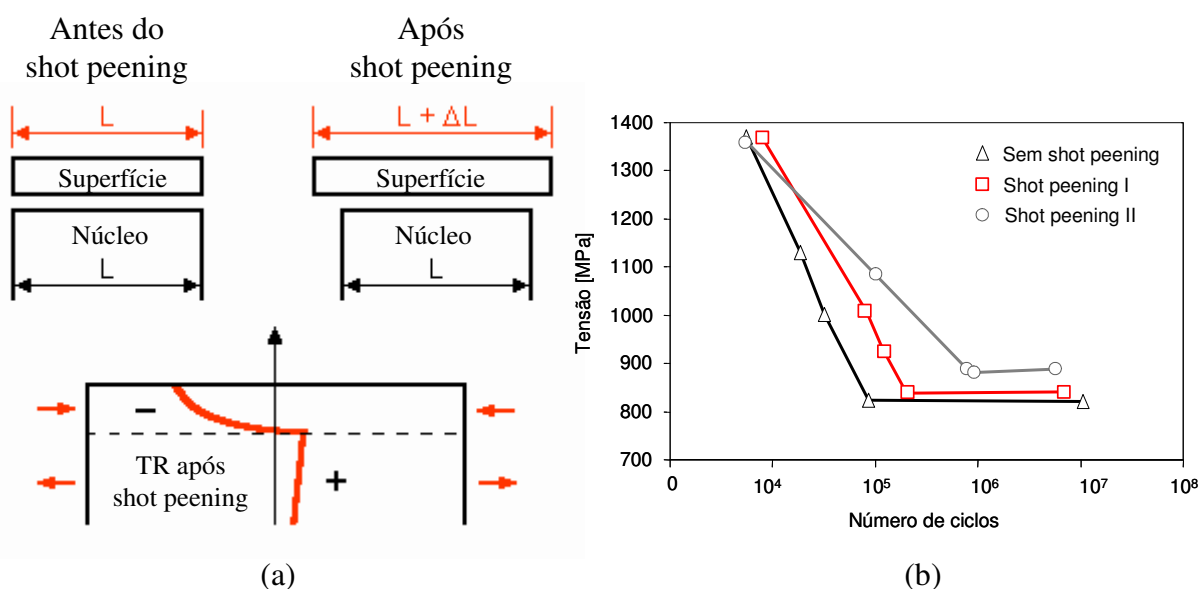 Antes do
shot peening
Após
shot peening
L
L + ΔL
Superfície
Superfície
Núcleo
L
Núcleo
L
−
TR após
shot peening
+
(a)
1400
1300
1200
1100
1000
900
800
700
Tensão [MPa]
Sem shot peening
Shot peening I
Shot peening II
0
10⁴
10⁵
10⁶
10⁷
10⁸
Número de ciclos
(b)